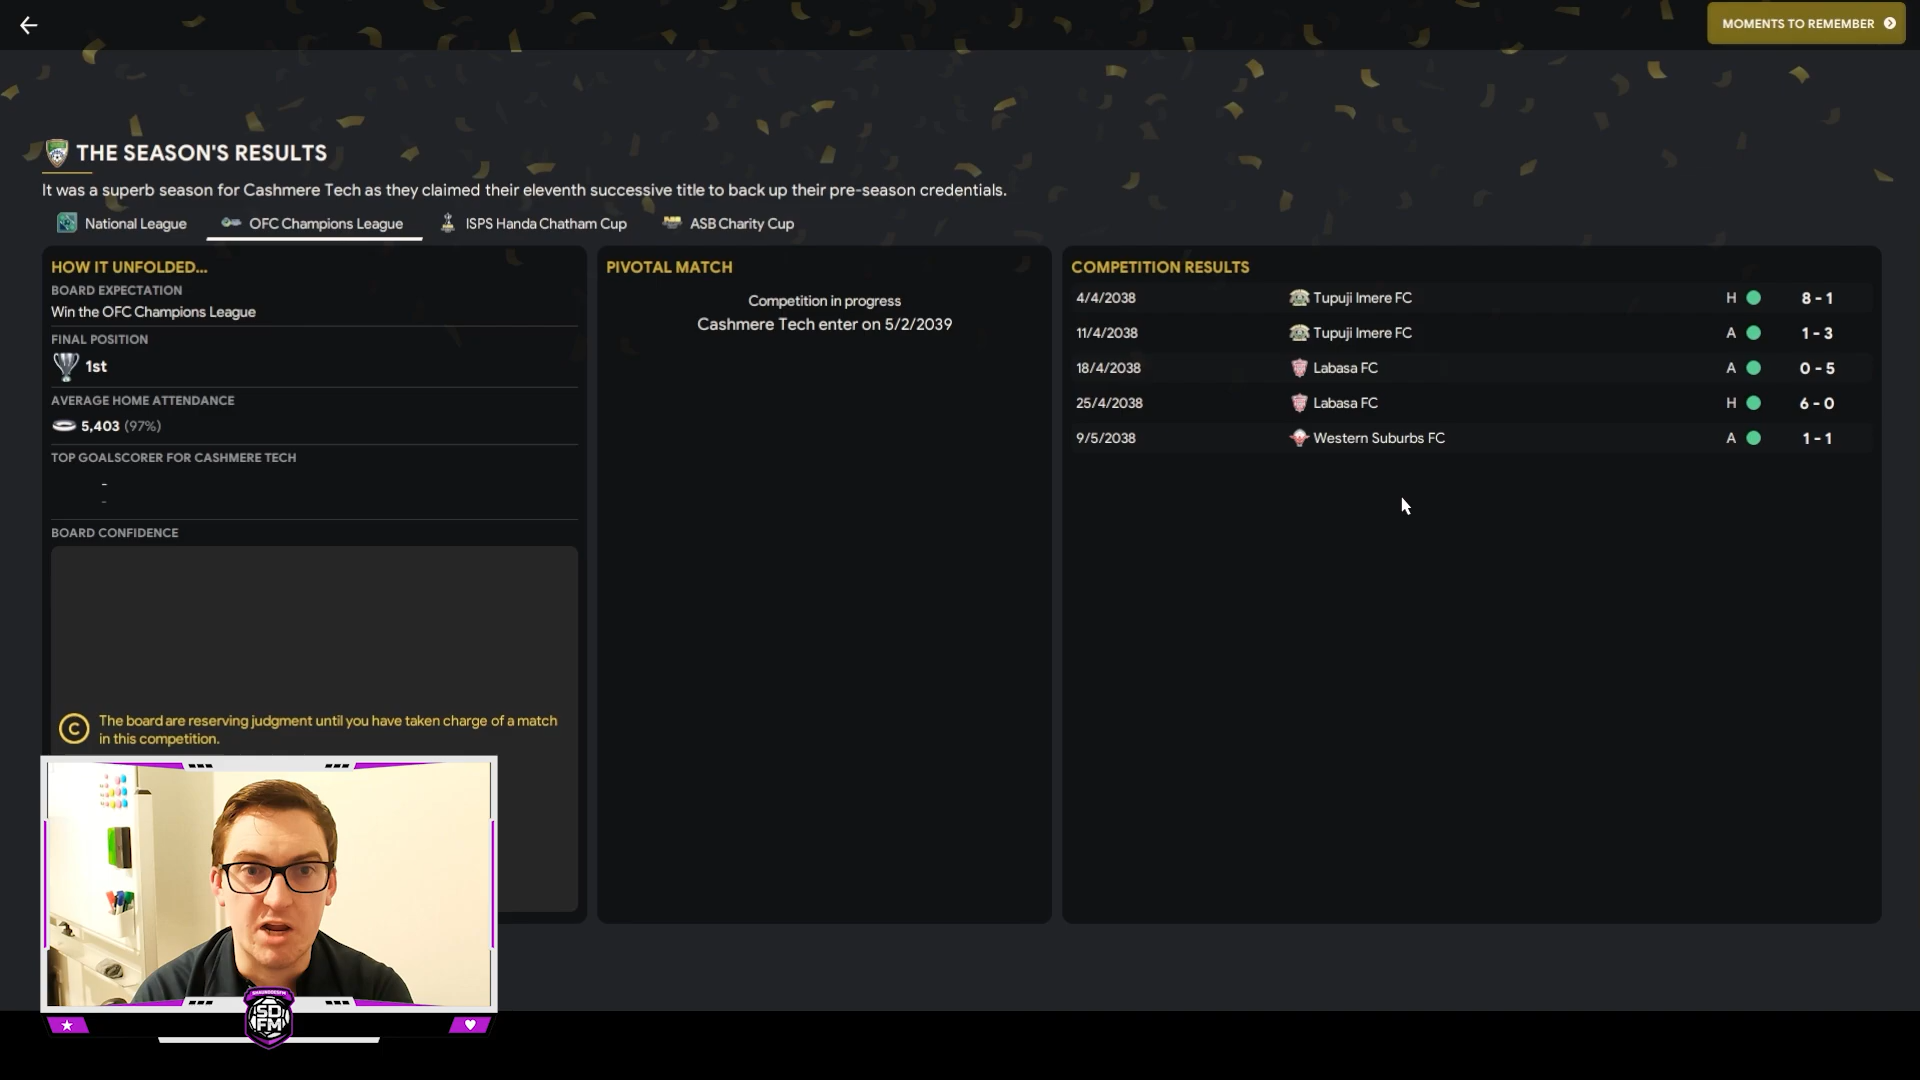 MOMENTS TO REMEMBER
THE SEASON'S RESULTS
It was a superb season for Cashmere Tech as they claimed their eleventh successive title to back up their pre-season credentials.
National League
OFC Champions League
ISPS Handa Chatham Cup
ASB Charity Cup
HOW IT UNFOLDED...
BOARD EXPECTATION
Win the OFC Champions League
FINAL POSITION
1st
AVERAGE HOME ATTENDANCE
5,403 (97%)
TOP GOALSCORER FOR CASHMERE TECH
-
-
BOARD CONFIDENCE
C
The board are reserving judgment until you have taken charge of a match
in this competition.
PIVOTAL MATCH
Competition in progress
Cashmere Tech enter on 5/2/2039
COMPETITION RESULTS
4/4/2038 Tupuji Imere FC H 8 - 1
11/4/2038 Tupuji Imere FC A 1 - 3
18/4/2038 Labasa FC A 0 - 5
25/4/2038 Labasa FC H 6 - 0
9/5/2038 Western Suburbs FC A 1 - 1
SD
FM